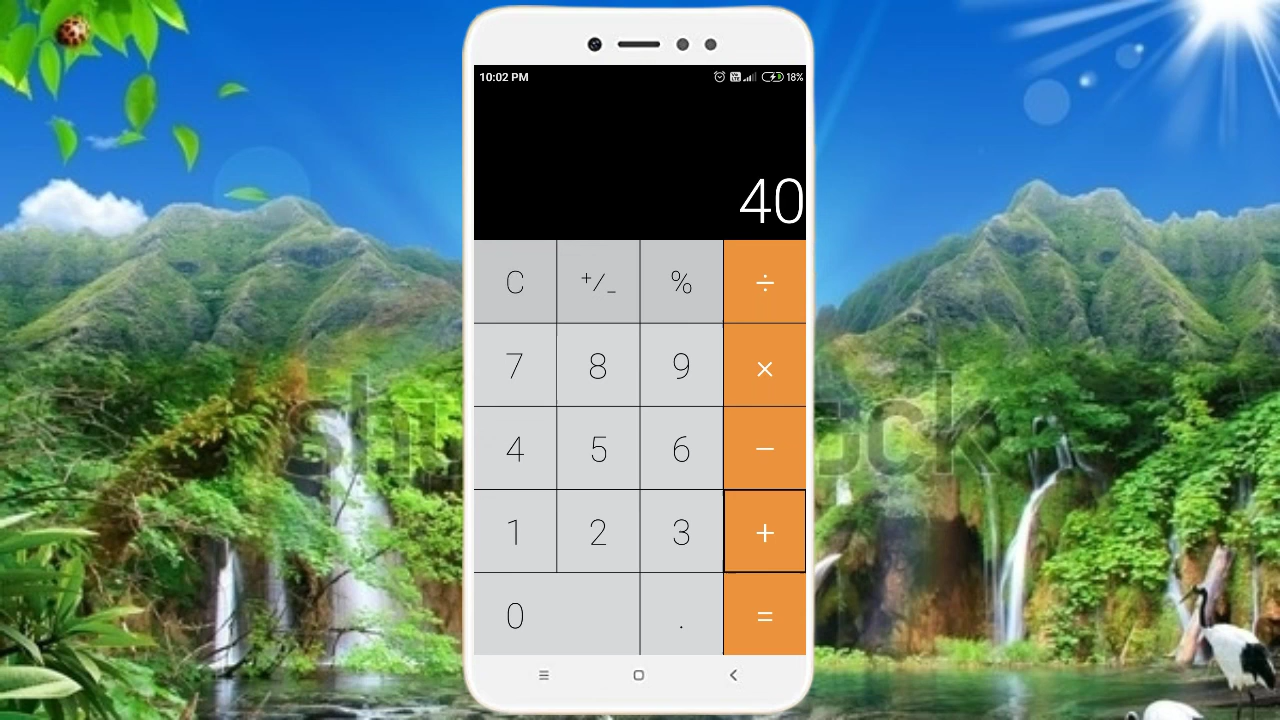 10:02 PM 18%
40
C +/_ % ÷
7 8 9 ×
4 5 6 −
1 2 3 +
0 . =